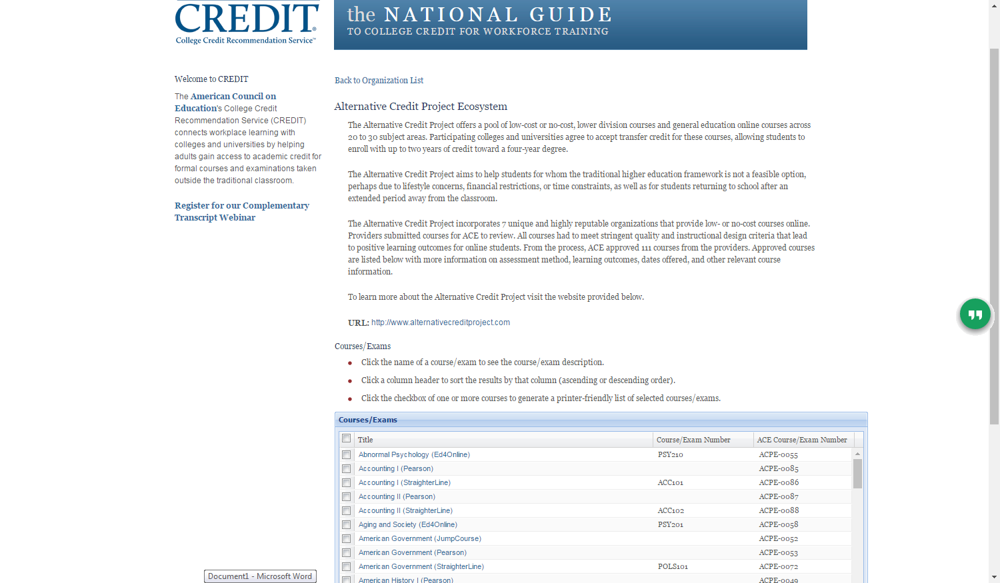 CREDIT®
College Credit Recommendation Service℠
the NATIONAL GUIDE
TO COLLEGE CREDIT FOR WORKFORCE TRAINING
Welcome to CREDIT
The American Council on
Education's College Credit
Recommendation Service (CREDIT)
connects workplace learning with
colleges and universities by helping
adults gain access to academic credit for
formal courses and examinations taken
outside the traditional classroom.
Register for our Complementary
Transcript Webinar
Back to Organization List
Alternative Credit Project Ecosystem
The Alternative Credit Project offers a pool of low-cost or no-cost, lower division courses and general education online courses across
20 to 30 subject areas. Participating colleges and universities agree to accept transfer credit for these courses, allowing students to
enroll with up to two years of credit toward a four-year degree.
The Alternative Credit Project aims to help students for whom the traditional higher education framework is not a feasible option,
perhaps due to lifestyle concerns, financial restrictions, or time constraints, as well as for students returning to school after an
extended period away from the classroom.
The Alternative Credit Project incorporates 7 unique and highly reputable organizations that provide low- or no-cost courses online.
Providers submitted courses for ACE to review. All courses had to meet stringent quality and instructional design criteria that lead
to positive learning outcomes for online students. From the process, ACE approved 111 courses from the providers. Approved courses
are listed below with more information on assessment method, learning outcomes, dates offered, and other relevant course
information.
To learn more about the Alternative Credit Project visit the website provided below.
URL: http://www.alternativecreditproject.com
Courses/Exams
Click the name of a course/exam to see the course/exam description.
Click a column header to sort the results by that column (ascending or descending order).
Click the checkbox of one or more courses to generate a printer-friendly list of selected courses/exams.
Courses/Exams
Title Course/Exam Number ACE Course/Exam Number
Abnormal Psychology (Ed4Online) PSY210 ACPE-0055
Accounting I (Pearson) ACPE-0085
Accounting I (StraighterLine) ACC101 ACPE-0086
Accounting II (Pearson) ACPE-0087
Accounting II (StraighterLine) ACC102 ACPE-0088
Aging and Society (Ed4Online) PSY201 ACPE-0058
American Government (JumpCourse) ACPE-0052
American Government (Pearson) ACPE-0053
American Government (StraighterLine) POLS101 ACPE-0072
American History I (Pearson) ACPE-0049
Document1 - Microsoft Word